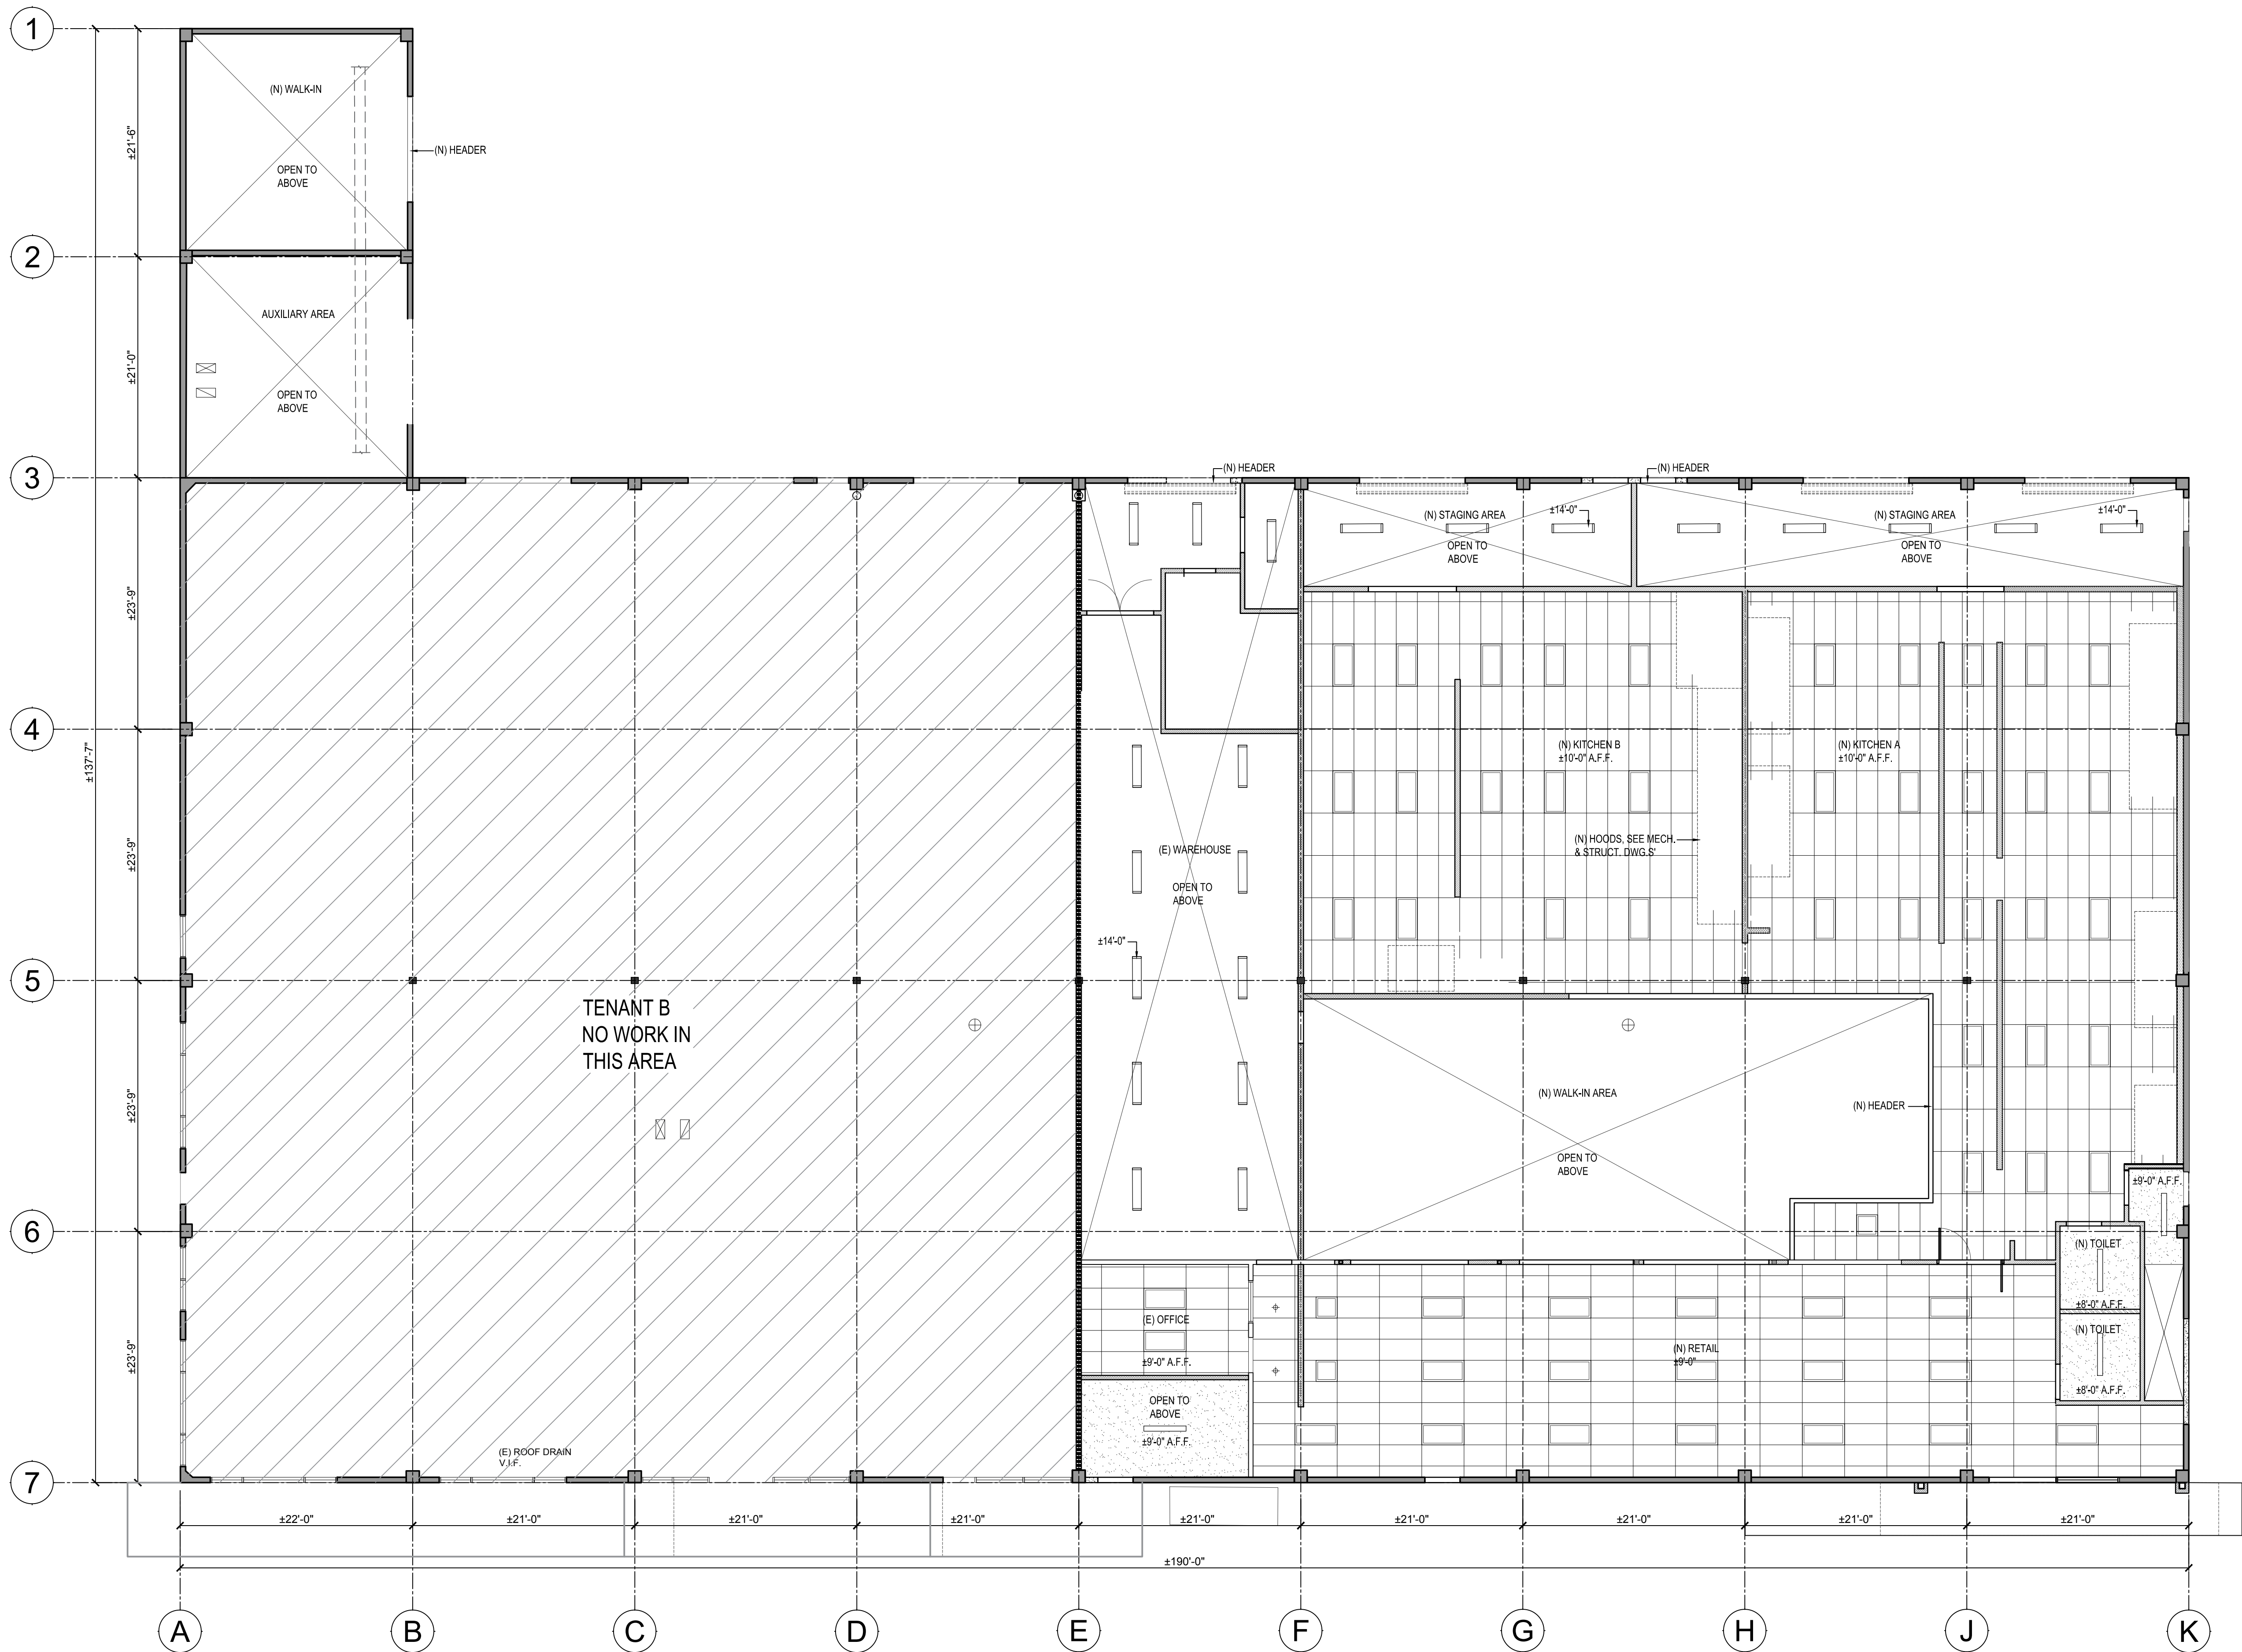 1
(N) WALK-IN
±21'-6"
(N) HEADER
OPEN TO
ABOVE
2
AUXILIARY AREA
±21'-0"
OPEN TO
ABOVE
3
(N) HEADER
(N) HEADER
(N) STAGING AREA
±14'-0"
(N) STAGING AREA
±14'-0"
OPEN TO
ABOVE
OPEN TO
ABOVE
±23'-9"
4
±137'-7"
(N) KITCHEN B
±10'-0" A.F.F.
(N) KITCHEN A
±10'-0" A.F.F.
±23'-9"
(E) WAREHOUSE
(N) HOODS, SEE MECH.
& STRUCT. DWG.S'
OPEN TO
ABOVE
±14'-0"
5
TENANT B
NO WORK IN
THIS AREA
±23'-9"
(N) WALK-IN AREA
(N) HEADER
OPEN TO
ABOVE
±9'-0" A.F.F.
6
(N) TOILET
±8'-0" A.F.F.
±23'-9"
(E) OFFICE
±9'-0" A.F.F.
(N) RETAIL
±9'-0"
(N) TOILET
±8'-0" A.F.F.
OPEN TO
ABOVE
±9'-0" A.F.F.
(E) ROOF DRAIN
V.I.F.
7
±22'-0"
±21'-0"
±21'-0"
±21'-0"
±21'-0"
±21'-0"
±21'-0"
±21'-0"
±21'-0"
±190'-0"
A
B
C
D
E
F
G
H
J
K